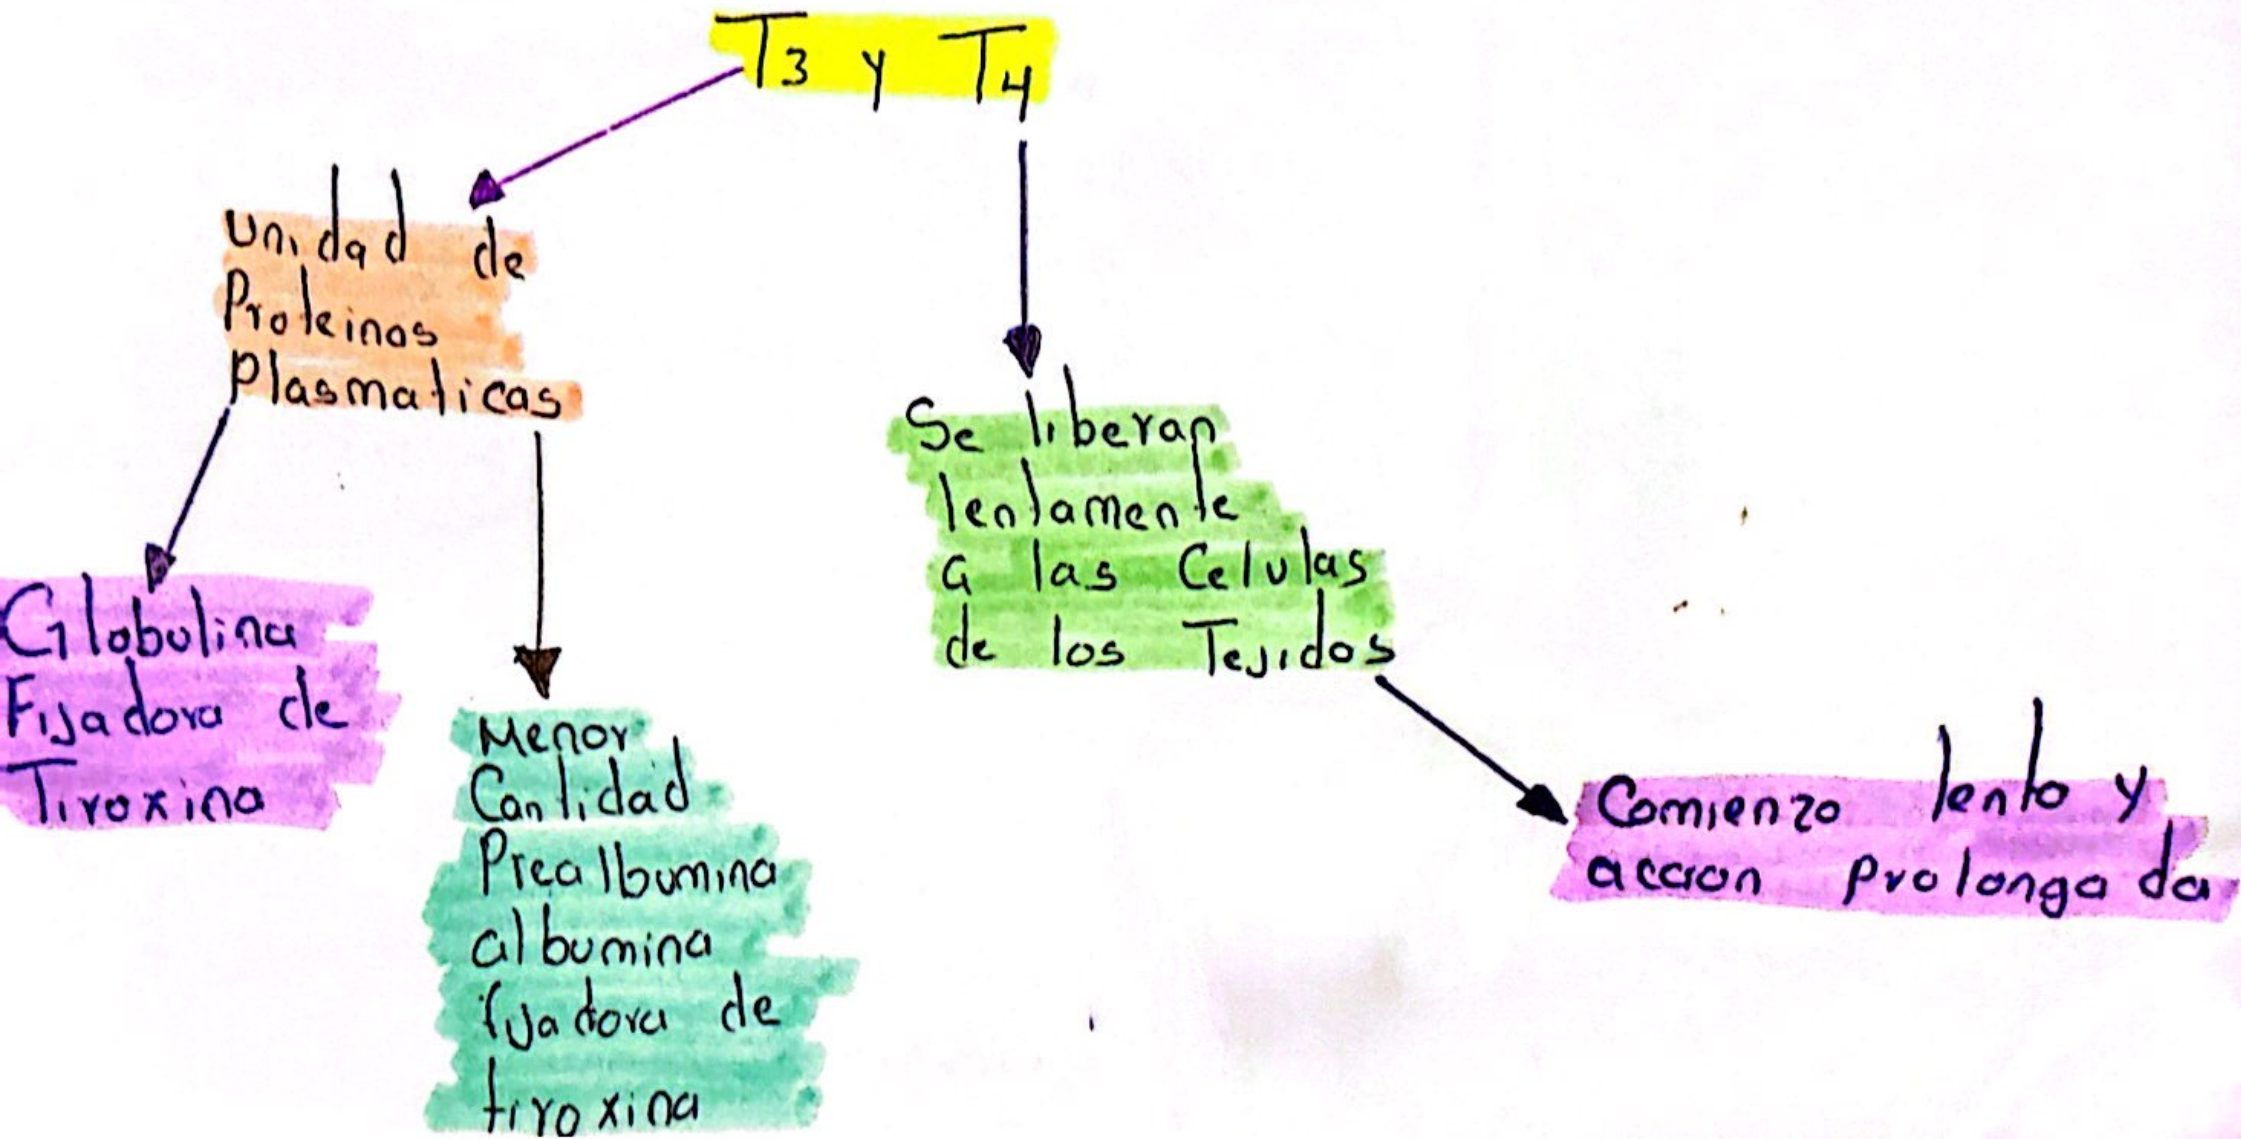 T3 y T4
Unidad de
Proteinas
Plasmaticas
Globulina
Fijadora de
Tiroxina
Menor
Cantidad
Prealbumina
albumina
fijadora de
tiroxina
Se liberan
lentamente
a las Celulas
de los Tejidos
Comienzo lento y
accion prolongada